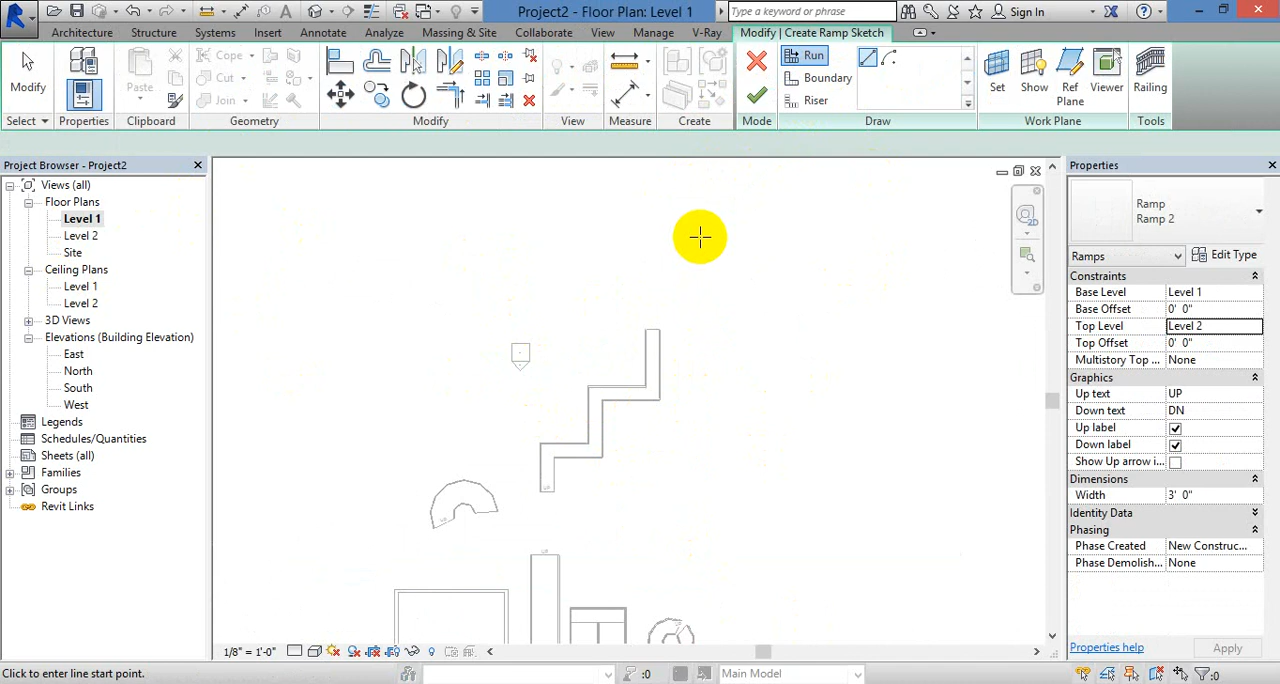 Project2 - Floor Plan: Level 1
Type a keyword or phrase
Sign In
Architecture Structure Systems Insert Annotate Analyze Massing & Site Collaborate View Manage V-Ray Modify | Create Ramp Sketch
Modify
Paste
Cope
Cut
Join
Run
Boundary
Riser
Set Show Ref Plane Viewer Railing
Select Properties Clipboard Geometry Modify View Measure Create Mode Draw Work Plane Tools
Project Browser - Project2
Views (all)
Floor Plans
Level 1
Level 2
Site
Ceiling Plans
Level 1
Level 2
3D Views
Elevations (Building Elevation)
East
North
South
West
Legends
Schedules/Quantities
Sheets (all)
Families
Groups
Revit Links
2D
Properties
Ramp
Ramp 2
Ramps Edit Type
Constraints
Base Level Level 1
Base Offset 0' 0"
Top Level Level 2
Top Offset 0' 0"
Multistory Top ... None
Graphics
Up text UP
Down text DN
Up label
Down label
Show Up arrow i...
Dimensions
Width 3' 0"
Identity Data
Phasing
Phase Created New Construc...
Phase Demolish... None
Properties help Apply
1/8" = 1'-0"
Click to enter line start point.
:0
Main Model
:0